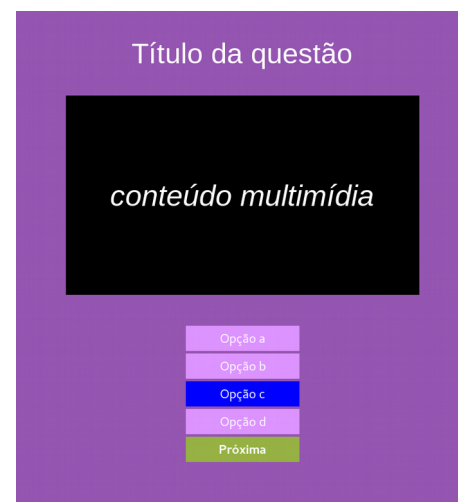 Título da questão
conteúdo multimídia
Opção a
Opção b
Opção c
Opção d
Próxima